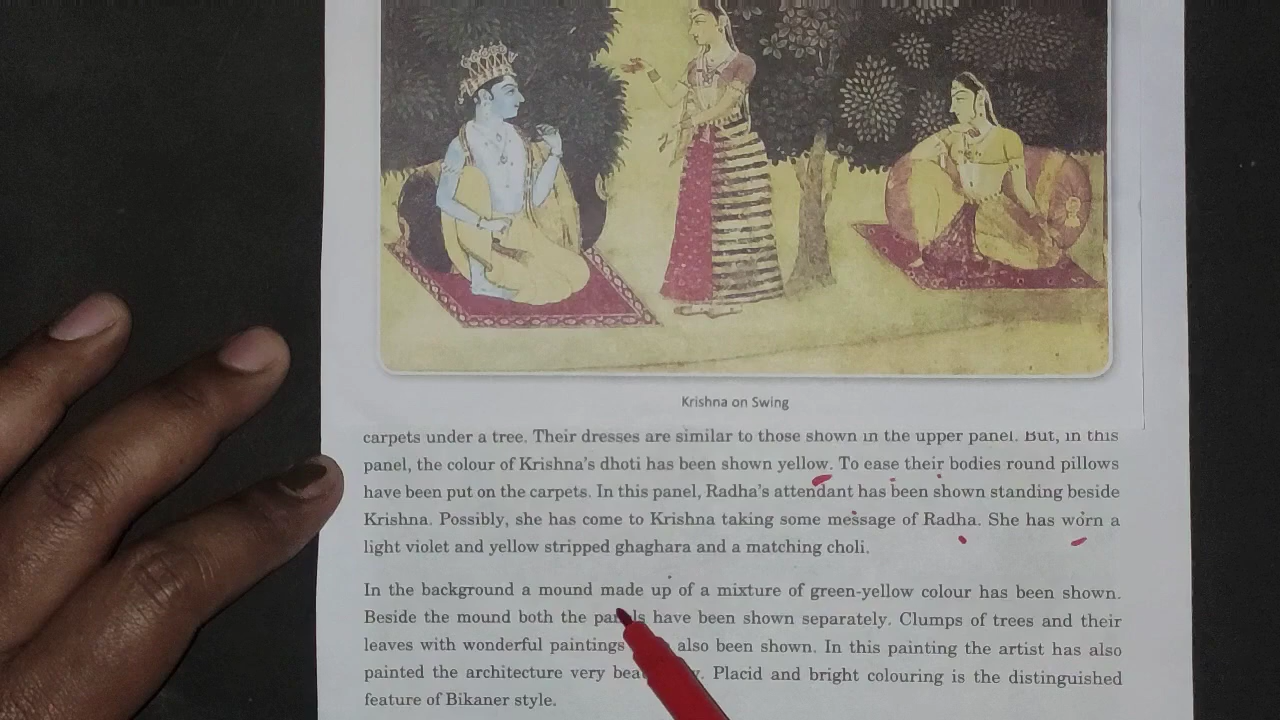 Krishna on Swing
carpets under a tree. Their dresses are similar to those shown in the upper panel. But, in this
panel, the colour of Krishna's dhoti has been shown yellow. To ease their bodies round pillows
have been put on the carpets. In this panel, Radha's attendant has been shown standing beside
Krishna. Possibly, she has come to Krishna taking some message of Radha. She has worn a
light violet and yellow stripped ghaghara and a matching choli.
In the background a mound made up of a mixture of green-yellow colour has been shown.
Beside the mound both the panels have been shown separately. Clumps of trees and their
leaves with wonderful paintings also been shown. In this painting the artist has also
painted the architecture very Placid and bright colouring is the distinguished
feature of Bikaner style.